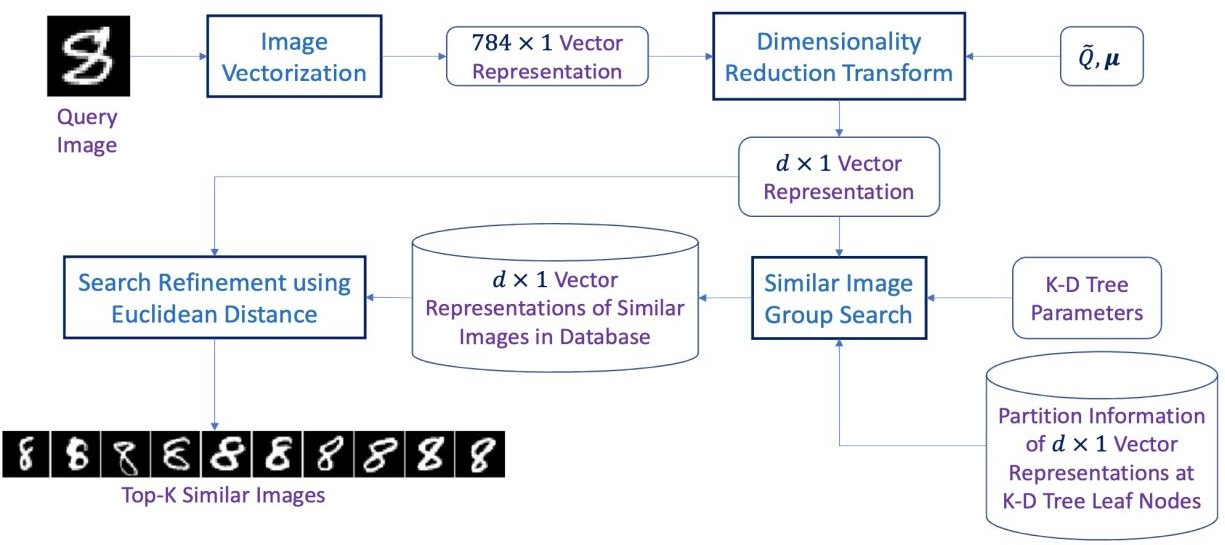 Query
Image
Image
Vectorization
784 × 1 Vector
Representation
Dimensionality
Reduction Transform
Q̃, μ
d × 1 Vector
Representation
Search Refinement using
Euclidean Distance
d × 1 Vector
Representations of Similar
Images in Database
Similar Image
Group Search
K-D Tree
Parameters
Partition Information
of d × 1 Vector
Representations at
K-D Tree Leaf Nodes
Top-K Similar Images